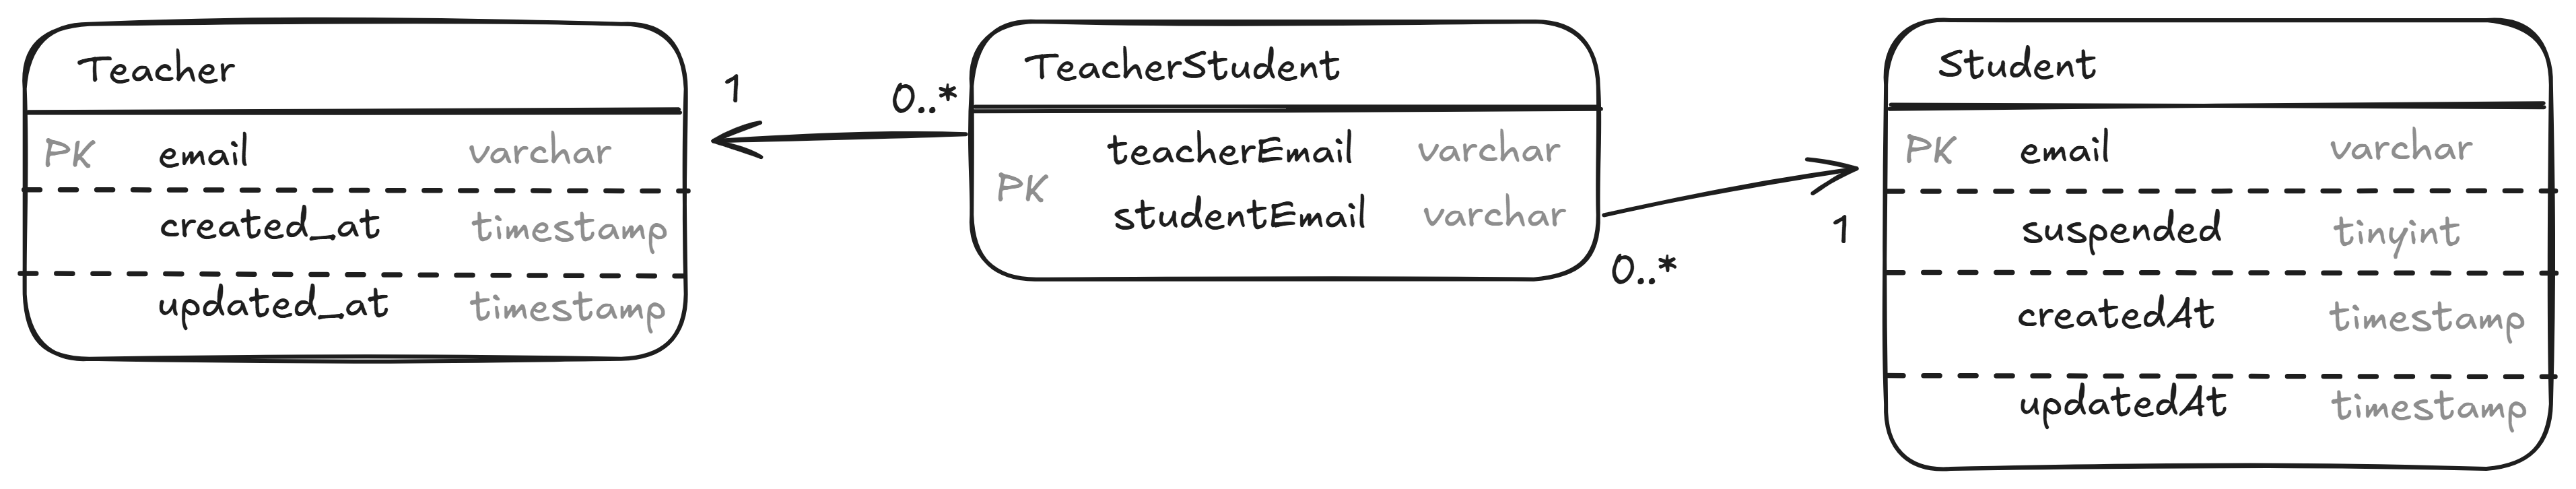 Teacher
PK email varchar
created_at timestamp
updated_at timestamp
1
0..*
TeacherStudent
PK
teacherEmail varchar
studentEmail varchar
0..*
1
Student
PK email varchar
suspended tinyint
createdAt timestamp
updatedAt timestamp